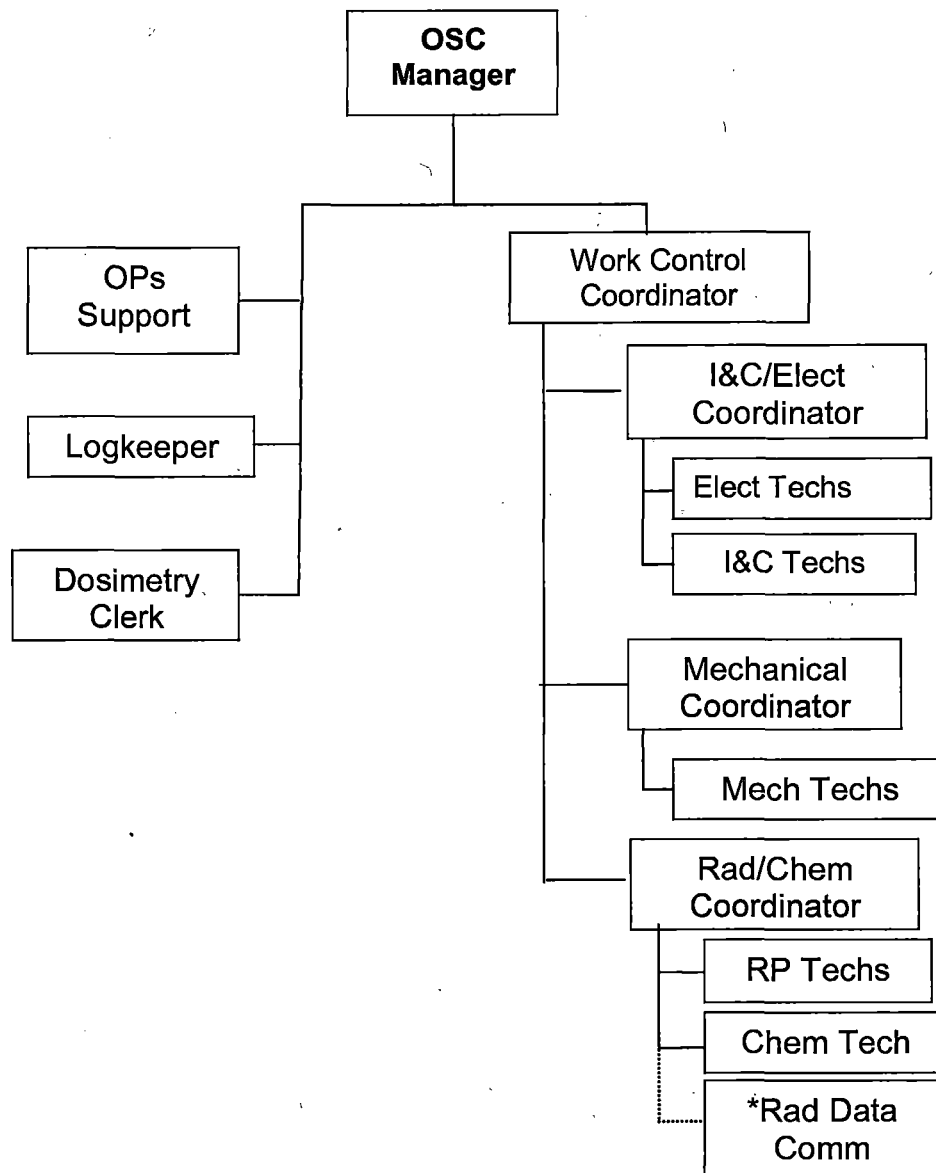 OSC
Manager
OPs
Support
Logkeeper
Dosimetry
Clerk
Work Control
Coordinator
I&C/Elect
Coordinator
Elect Techs
I&C Techs
Mechanical
Coordinator
Mech Techs
Rad/Chem
Coordinator
RP Techs
Chem Tech
*Rad Data
Comm